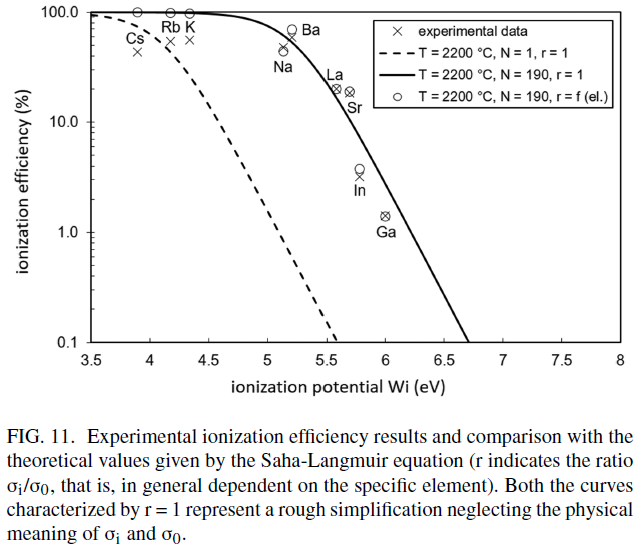 100.0
10.0
1.0
0.1
ionization efficiency (%)
Cs
Rb K
Na
Ba
La
Sr
In
Ga
experimental data
T = 2200 °C, N = 1, r = 1
T = 2200 °C, N = 190, r = 1
T = 2200 °C, N = 190, r = f (el.)
3.5 4 4.5 5 5.5 6 6.5 7 7.5 8
ionization potential Wi (eV)
FIG. 11. Experimental ionization efficiency results and comparison with the
theoretical values given by the Saha-Langmuir equation (r indicates the ratio
σi/σ0, that is, in general dependent on the specific element). Both the curves
characterized by r = 1 represent a rough simplification neglecting the physical
meaning of σi and σ0.